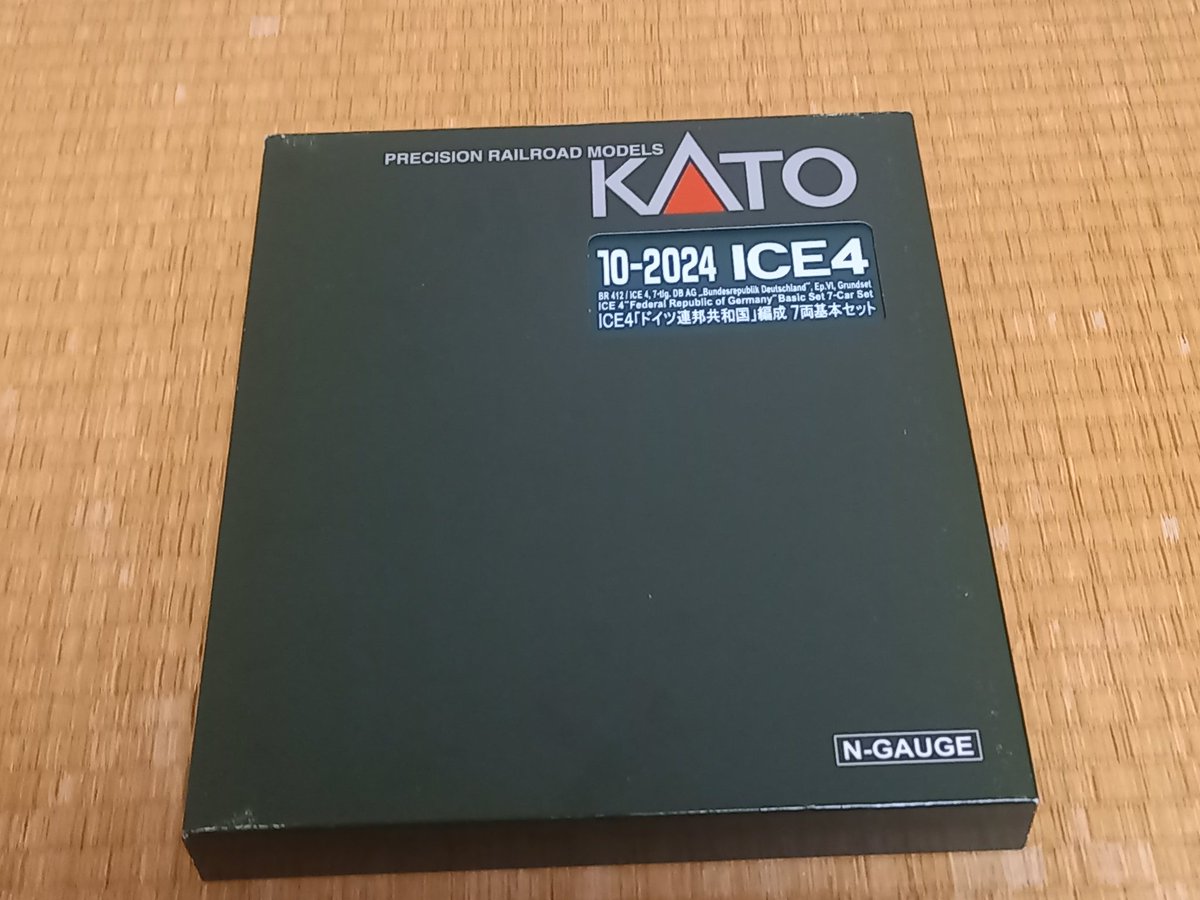 PRECISION RAILROAD MODELS
KATO
10-2024 ICE4
BR 412 / ICE 4, 7-tlg. DB AG „Bundesrepublik Deutschland", Ep.VI, Grundset
ICE 4 "Federal Republic of Germany" Basic Set 7-Car Set
ICE4「ドイツ連邦共和国」編成 7両基本セット
N-GAUGE